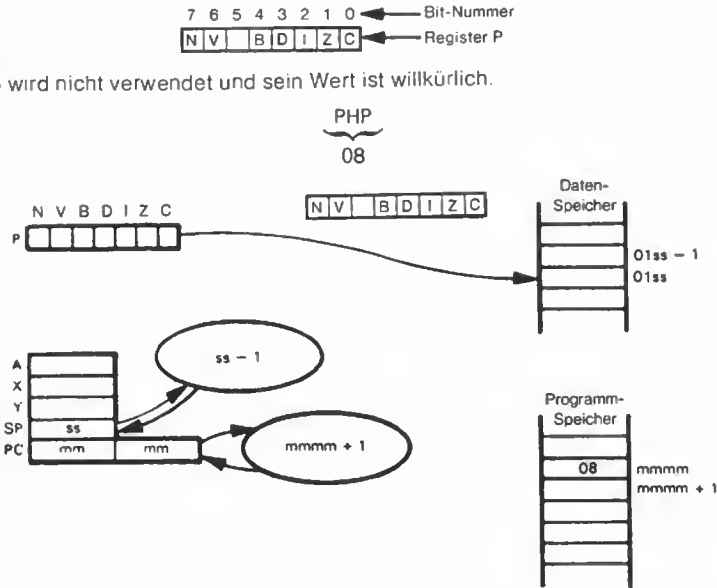 7 6 5 4 3 2 1 0 Bit-Nummer
N V B D I Z C Register P
wird nicht verwendet und sein Wert ist willkürlich.
PHP
08
Daten-
Speicher
N V B D I Z C
N V B D I Z C
P
01ss – 1
01ss
ss – 1
A
X
Y
SP ss
PC mm mm
mmmm + 1
Programm-
Speicher
08 mmmm
mmmm + 1